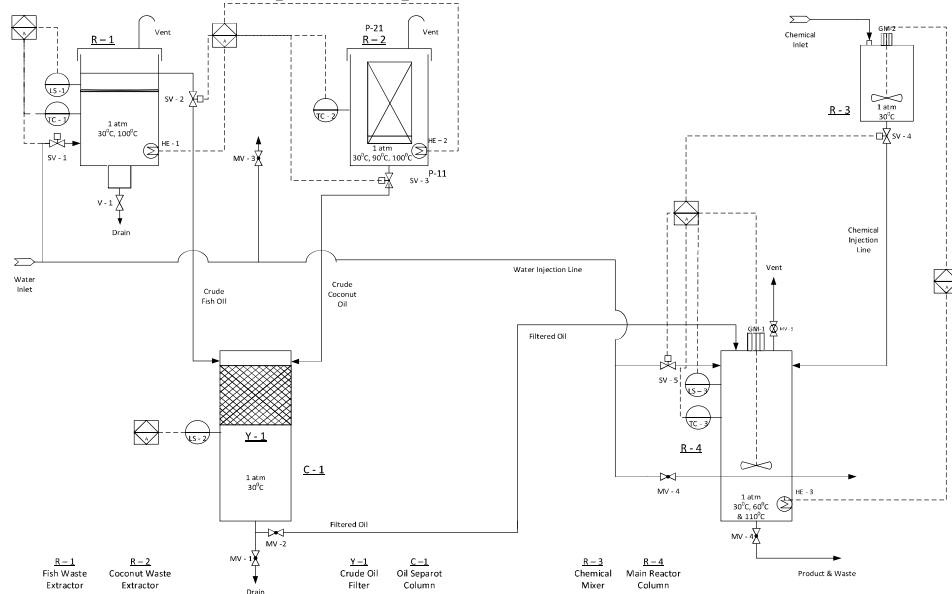 P-21
R – 1
Vent
R – 2
Vent
Chemical
Inlet
GM-2
A
A
LS -1
SV - 2
TC - 1
TC - 2
1 atm
30⁰C, 100⁰C
HE – 1
SV - 1
MV - 3
1 atm
30⁰C, 90⁰C, 100⁰C
HE – 2
P-11
SV - 3
R - 3
1 atm
30⁰C
SV - 4
V - 1
Drain
A
Chemical
Injection
Line
Water
Inlet
Water Injection Line
Vent
A
Crude
Fish OIl
Crude
Coconut
Oil
Filtered Oil
GM-1
SV - 5
LS – 3
TC - 3
A
LS - 2
Y - 1
R - 4
C - 1
1 atm
30⁰C
MV - 4
HE - 3
1 atm
30⁰C, 60⁰C
& 110⁰C
Filtered Oil
MV -2
MV - 4
MV - 1
Product & Waste
Drain
R – 1
Fish Waste
Extractor
R – 2
Coconut Waste
Extractor
Y –1
Crude Oil
Filter
C –1
Oil Separot
Column
R – 3
Chemical
Mixer
R – 4
Main Reactor
Column